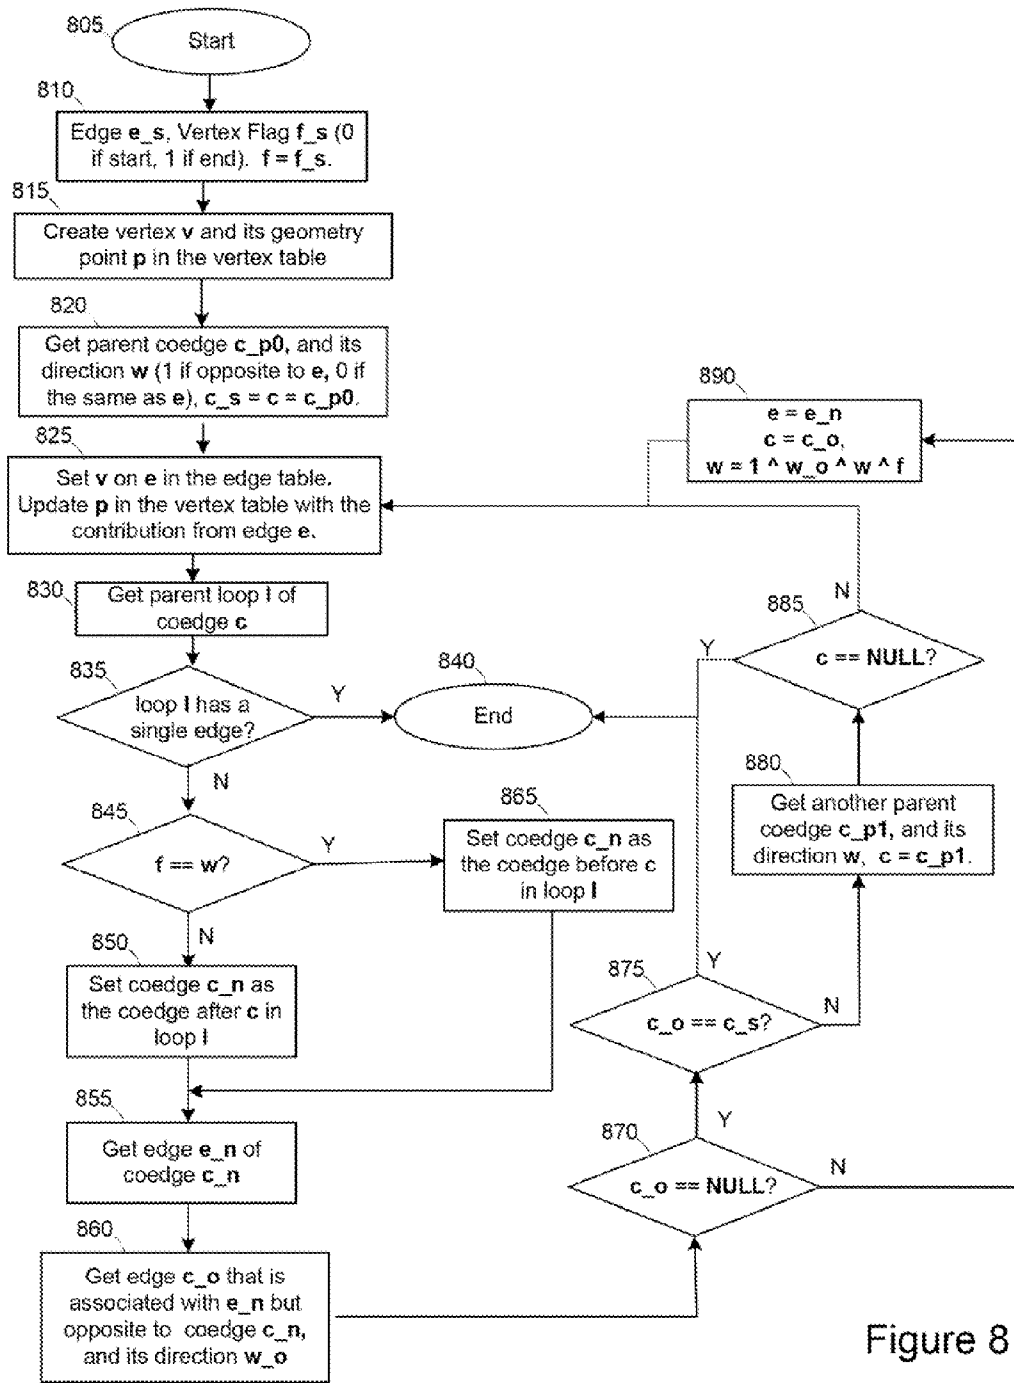 805
Start
810
Edge e_s, Vertex Flag f_s (0
if start, 1 if end). f = f_s.
815
Create vertex v and its geometry
point p in the vertex table
820
Get parent coedge c_p0, and its
direction w (1 if opposite to e, 0 if
the same as e), c_s = c = c_p0.
825
Set v on e in the edge table.
Update p in the vertex table with the
contribution from edge e.
830
Get parent loop l of
coedge c
835
loop l has a
single edge?
Y
N
840
End
845
f == w?
Y
N
865
Set coedge c_n as
the coedge before c
in loop l
850
Set coedge c_n as
the coedge after c in
loop l
855
Get edge e_n of
coedge c_n
860
Get edge c_o that is
associated with e_n but
opposite to coedge c_n,
and its direction w_o
870
c_o == NULL?
Y
N
875
c_o == c_s?
Y
N
880
Get another parent
coedge c_p1, and its
direction w, c = c_p1.
885
c == NULL?
Y
N
890
e = e_n
c = c_o,
w = 1 ^ w_o ^ w ^ f
Figure 8